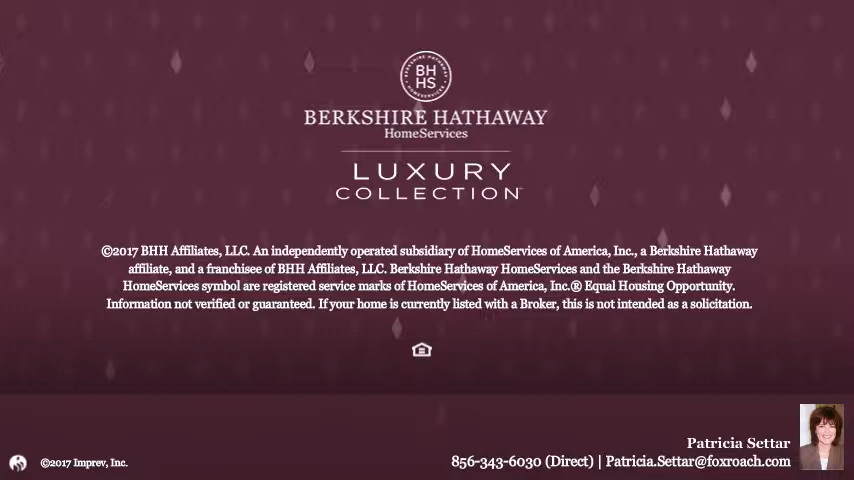 BH
HS
BERKSHIRE HATHAWAY
HomeServices
LUXURY
COLLECTION
©2017 BHH Affiliates, LLC. An independently operated subsidiary of HomeServices of America, Inc., a Berkshire Hathaway
affiliate, and a franchisee of BHH Affiliates, LLC. Berkshire Hathaway HomeServices and the Berkshire Hathaway
HomeServices symbol are registered service marks of HomeServices of America, Inc.® Equal Housing Opportunity.
Information not verified or guaranteed. If your home is currently listed with a Broker, this is not intended as a solicitation.
Patricia Settar
856-343-6030 (Direct) | Patricia.Settar@foxroach.com
©2017 Imprev, Inc.